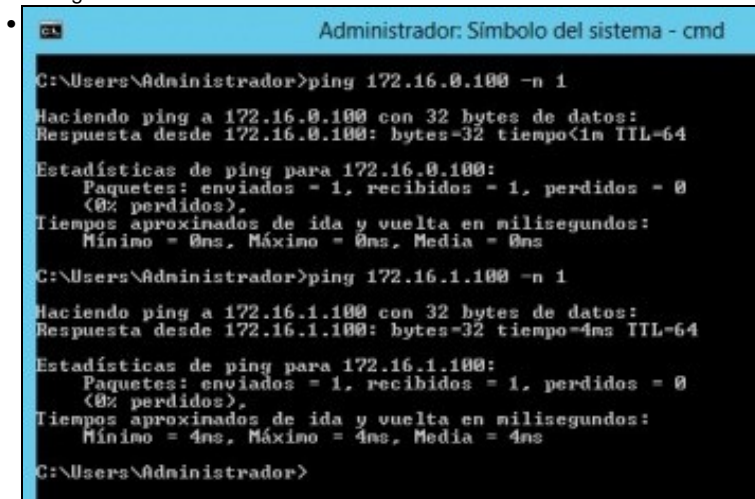 Administrador: Símbolo del sistema - cmd
C:\Users\Administrador>ping 172.16.0.100 -n 1
Haciendo ping a 172.16.0.100 con 32 bytes de datos:
Respuesta desde 172.16.0.100: bytes=32 tiempo<1m TTL=64
Estadísticas de ping para 172.16.0.100:
Paquetes: enviados = 1, recibidos = 1, perdidos = 0
(0% perdidos),
Tiempos aproximados de ida y vuelta en milisegundos:
Mínimo = 0ms, Máximo = 0ms, Media = 0ms
C:\Users\Administrador>ping 172.16.1.100 -n 1
Haciendo ping a 172.16.1.100 con 32 bytes de datos:
Respuesta desde 172.16.1.100: bytes=32 tiempo=4ms TTL=64
Estadísticas de ping para 172.16.1.100:
Paquetes: enviados = 1, recibidos = 1, perdidos = 0
(0% perdidos),
Tiempos aproximados de ida y vuelta en milisegundos:
Mínimo = 4ms, Máximo = 4ms, Media = 4ms
C:\Users\Administrador>